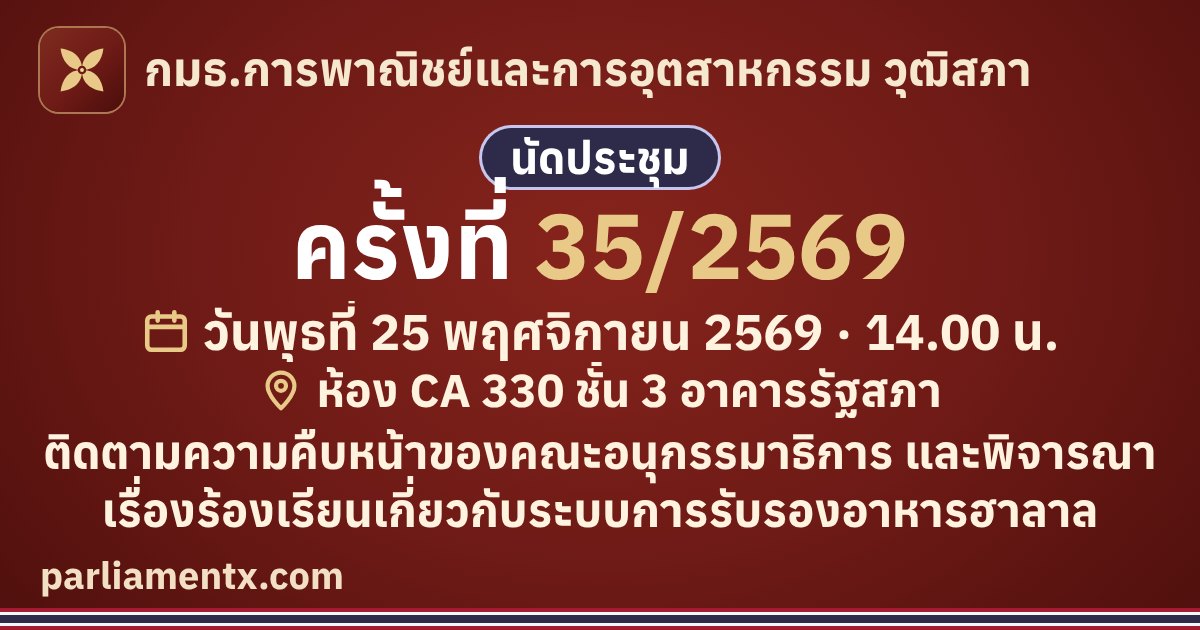 กมธ.การพาณิชย์และการอุตสาหกรรม วุฒิสภา
นัดประชุม
ครั้งที่ 35/2569
วันพุธที่ 25 พฤศจิกายน 2569 · 14.00 น.
ห้อง CA 330 ชั้น 3 อาคารรัฐสภา
ติดตามความคืบหน้าของคณะอนุกรรมาธิการ และพิจารณา
เรื่องร้องเรียนเกี่ยวกับระบบการรับรองอาหารฮาลาล
parliamentx.com